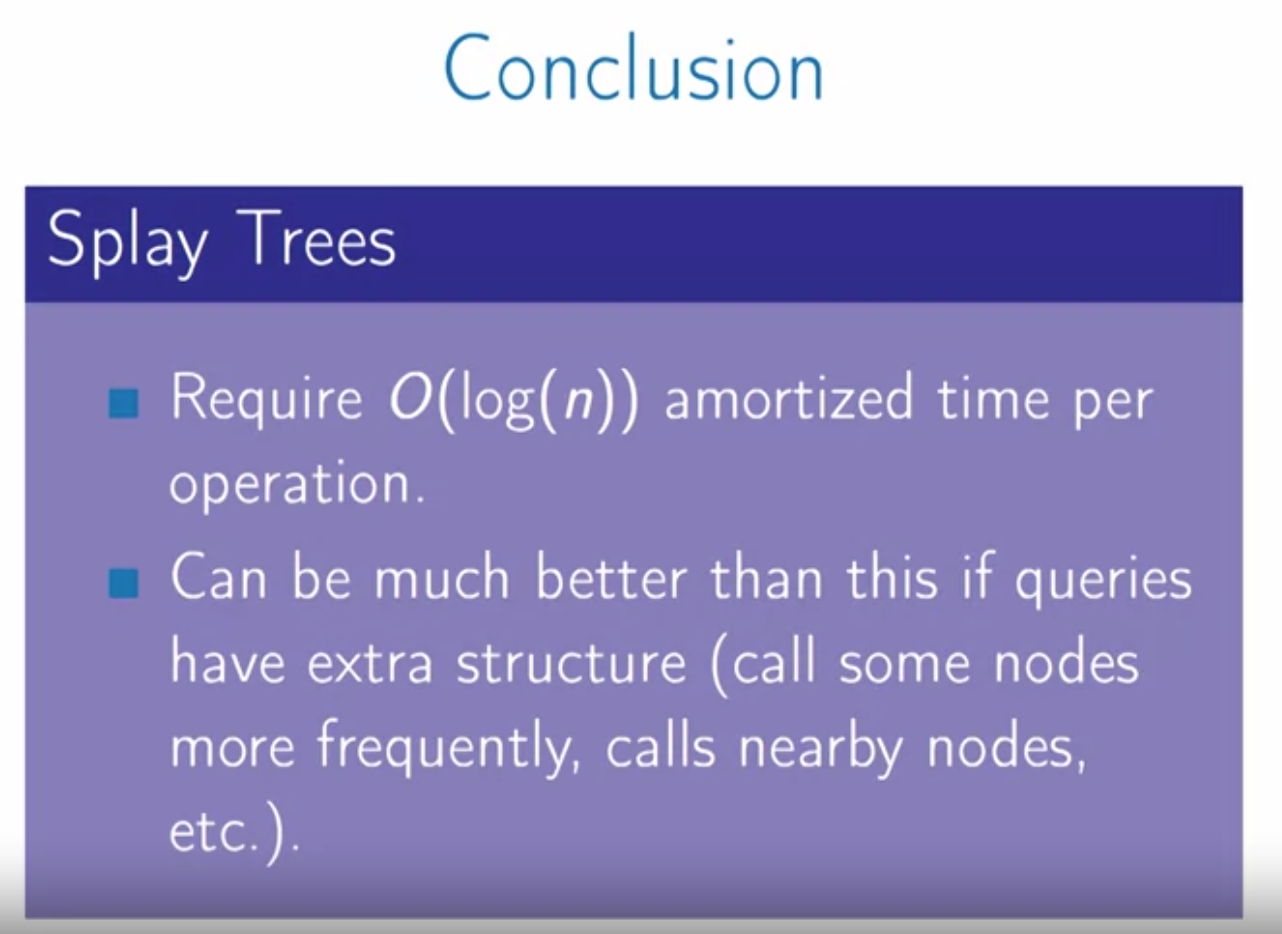 Conclusion
Splay Trees
Require O(log(n)) amortized time per
operation.
Can be much better than this if queries
have extra structure (call some nodes
more frequently, calls nearby nodes,
etc.).